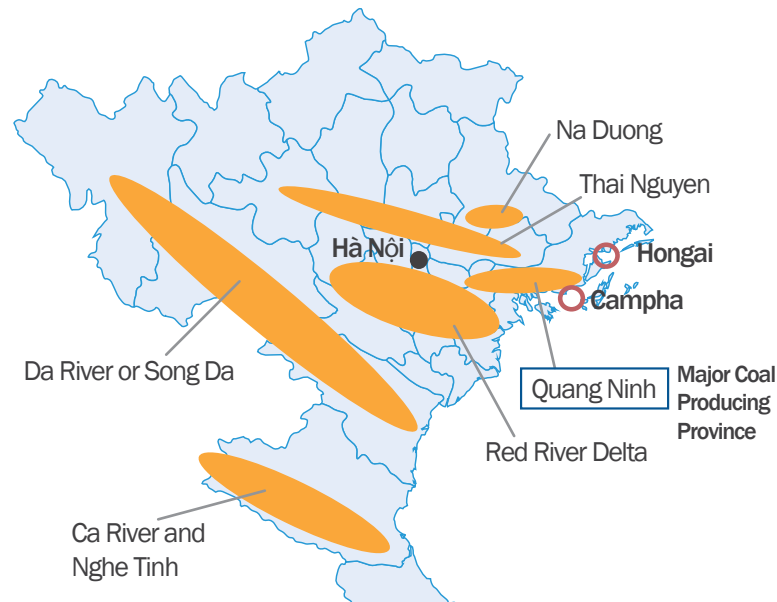 Na Duong
Thai Nguyen
Hà Nội
Hongai
Campha
Da River or Song Da
Quang Ninh
Major Coal
Producing
Province
Red River Delta
Ca River and
Nghe Tinh